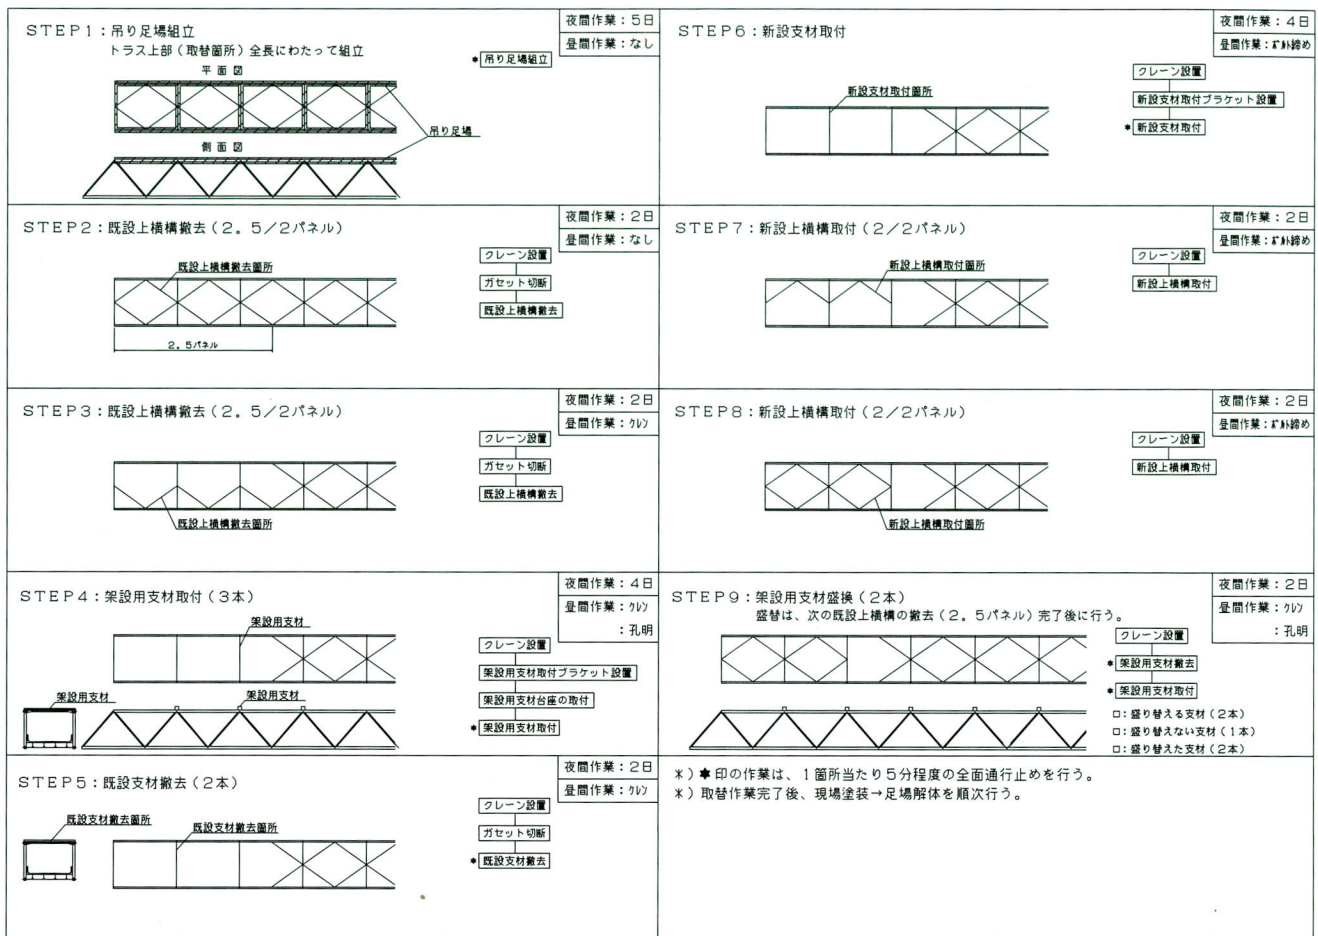 STEP1：吊り足場組立
トラス上部（取替箇所）全長にわたって組立
夜間作業：5日
昼間作業：なし
*吊り足場組立
平面図
吊り足場
側面図
STEP2：既設上横構撤去（2．5／2パネル）
夜間作業：2日
昼間作業：なし
クレーン設置
ガセット切断
既設上横構撤去
既設上横構撤去箇所
2．5パネル
STEP3：既設上横構撤去（2．5／2パネル）
夜間作業：2日
昼間作業：ｸﾚﾝ
クレーン設置
ガセット切断
既設上横構撤去
既設上横構撤去箇所
STEP4：架設用支材取付（3本）
夜間作業：4日
昼間作業：ｸﾚﾝ
：孔明
架設用支材
クレーン設置
架設用支材取付ブラケット設置
架設用支材台座の取付
*架設用支材取付
架設用支材
架設用支材
STEP5：既設支材撤去（2本）
夜間作業：2日
昼間作業：ｸﾚﾝ
クレーン設置
ガセット切断
*既設支材撤去
既設支材撤去箇所
既設支材撤去箇所
STEP6：新設支材取付
夜間作業：4日
昼間作業：ﾎﾞﾙﾄ締め
クレーン設置
新設支材取付ブラケット設置
*新設支材取付
新設支材取付箇所
STEP7：新設上横構取付（2／2パネル）
夜間作業：2日
昼間作業：ﾎﾞﾙﾄ締め
クレーン設置
新設上横構取付
新設上横構取付箇所
STEP8：新設上横構取付（2／2パネル）
夜間作業：2日
昼間作業：ﾎﾞﾙﾄ締め
クレーン設置
新設上横構取付
新設上横構取付箇所
STEP9：架設用支材盛換（2本）
盛替は、次の既設上横構の撤去（2．5パネル）完了後に行う。
夜間作業：2日
昼間作業：ｸﾚﾝ
：孔明
クレーン設置
*架設用支材撤去
*架設用支材取付
□：盛り替える支材（2本）
□：盛り替えない支材（1本）
□：盛り替えた支材（2本）
*）*印の作業は、1箇所当たり5分程度の全面通行止めを行う。
*）取替作業完了後、現場塗装→足場解体を順次行う。